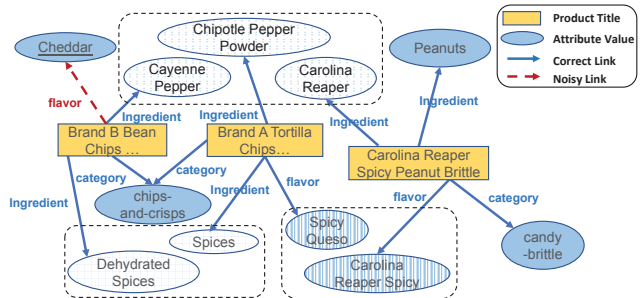 Cheddar
Chipotle Pepper
Powder
Cayenne
Pepper
Carolina
Reaper
Peanuts
Product Title
Attribute Value
Correct Link
Noisy Link
flavor
Ingredient
Ingredient
Ingredient
Ingredient
Brand B Bean
Chips ...
Brand A Tortilla
Chips...
Carolina Reaper
Spicy Peanut Brittle
Ingredient
category
category
Ingredient
flavor
flavor
category
chips-
and-crisps
Spices
Dehydrated
Spices
Spicy
Queso
Carolina
Reaper Spicy
candy
-brittle